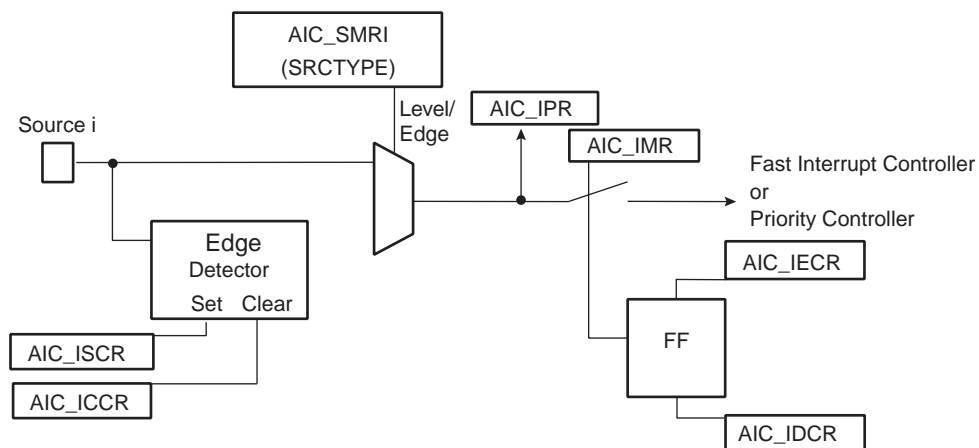 AIC_SMRI
(SRCTYPE)
Level/
Edge
AIC_IPR
Source i
AIC_IMR
Fast Interrupt Controller
or
Priority Controller
Edge
Detector
Set Clear
AIC_IECR
FF
AIC_ISCR
AIC_ICCR
AIC_IDCR